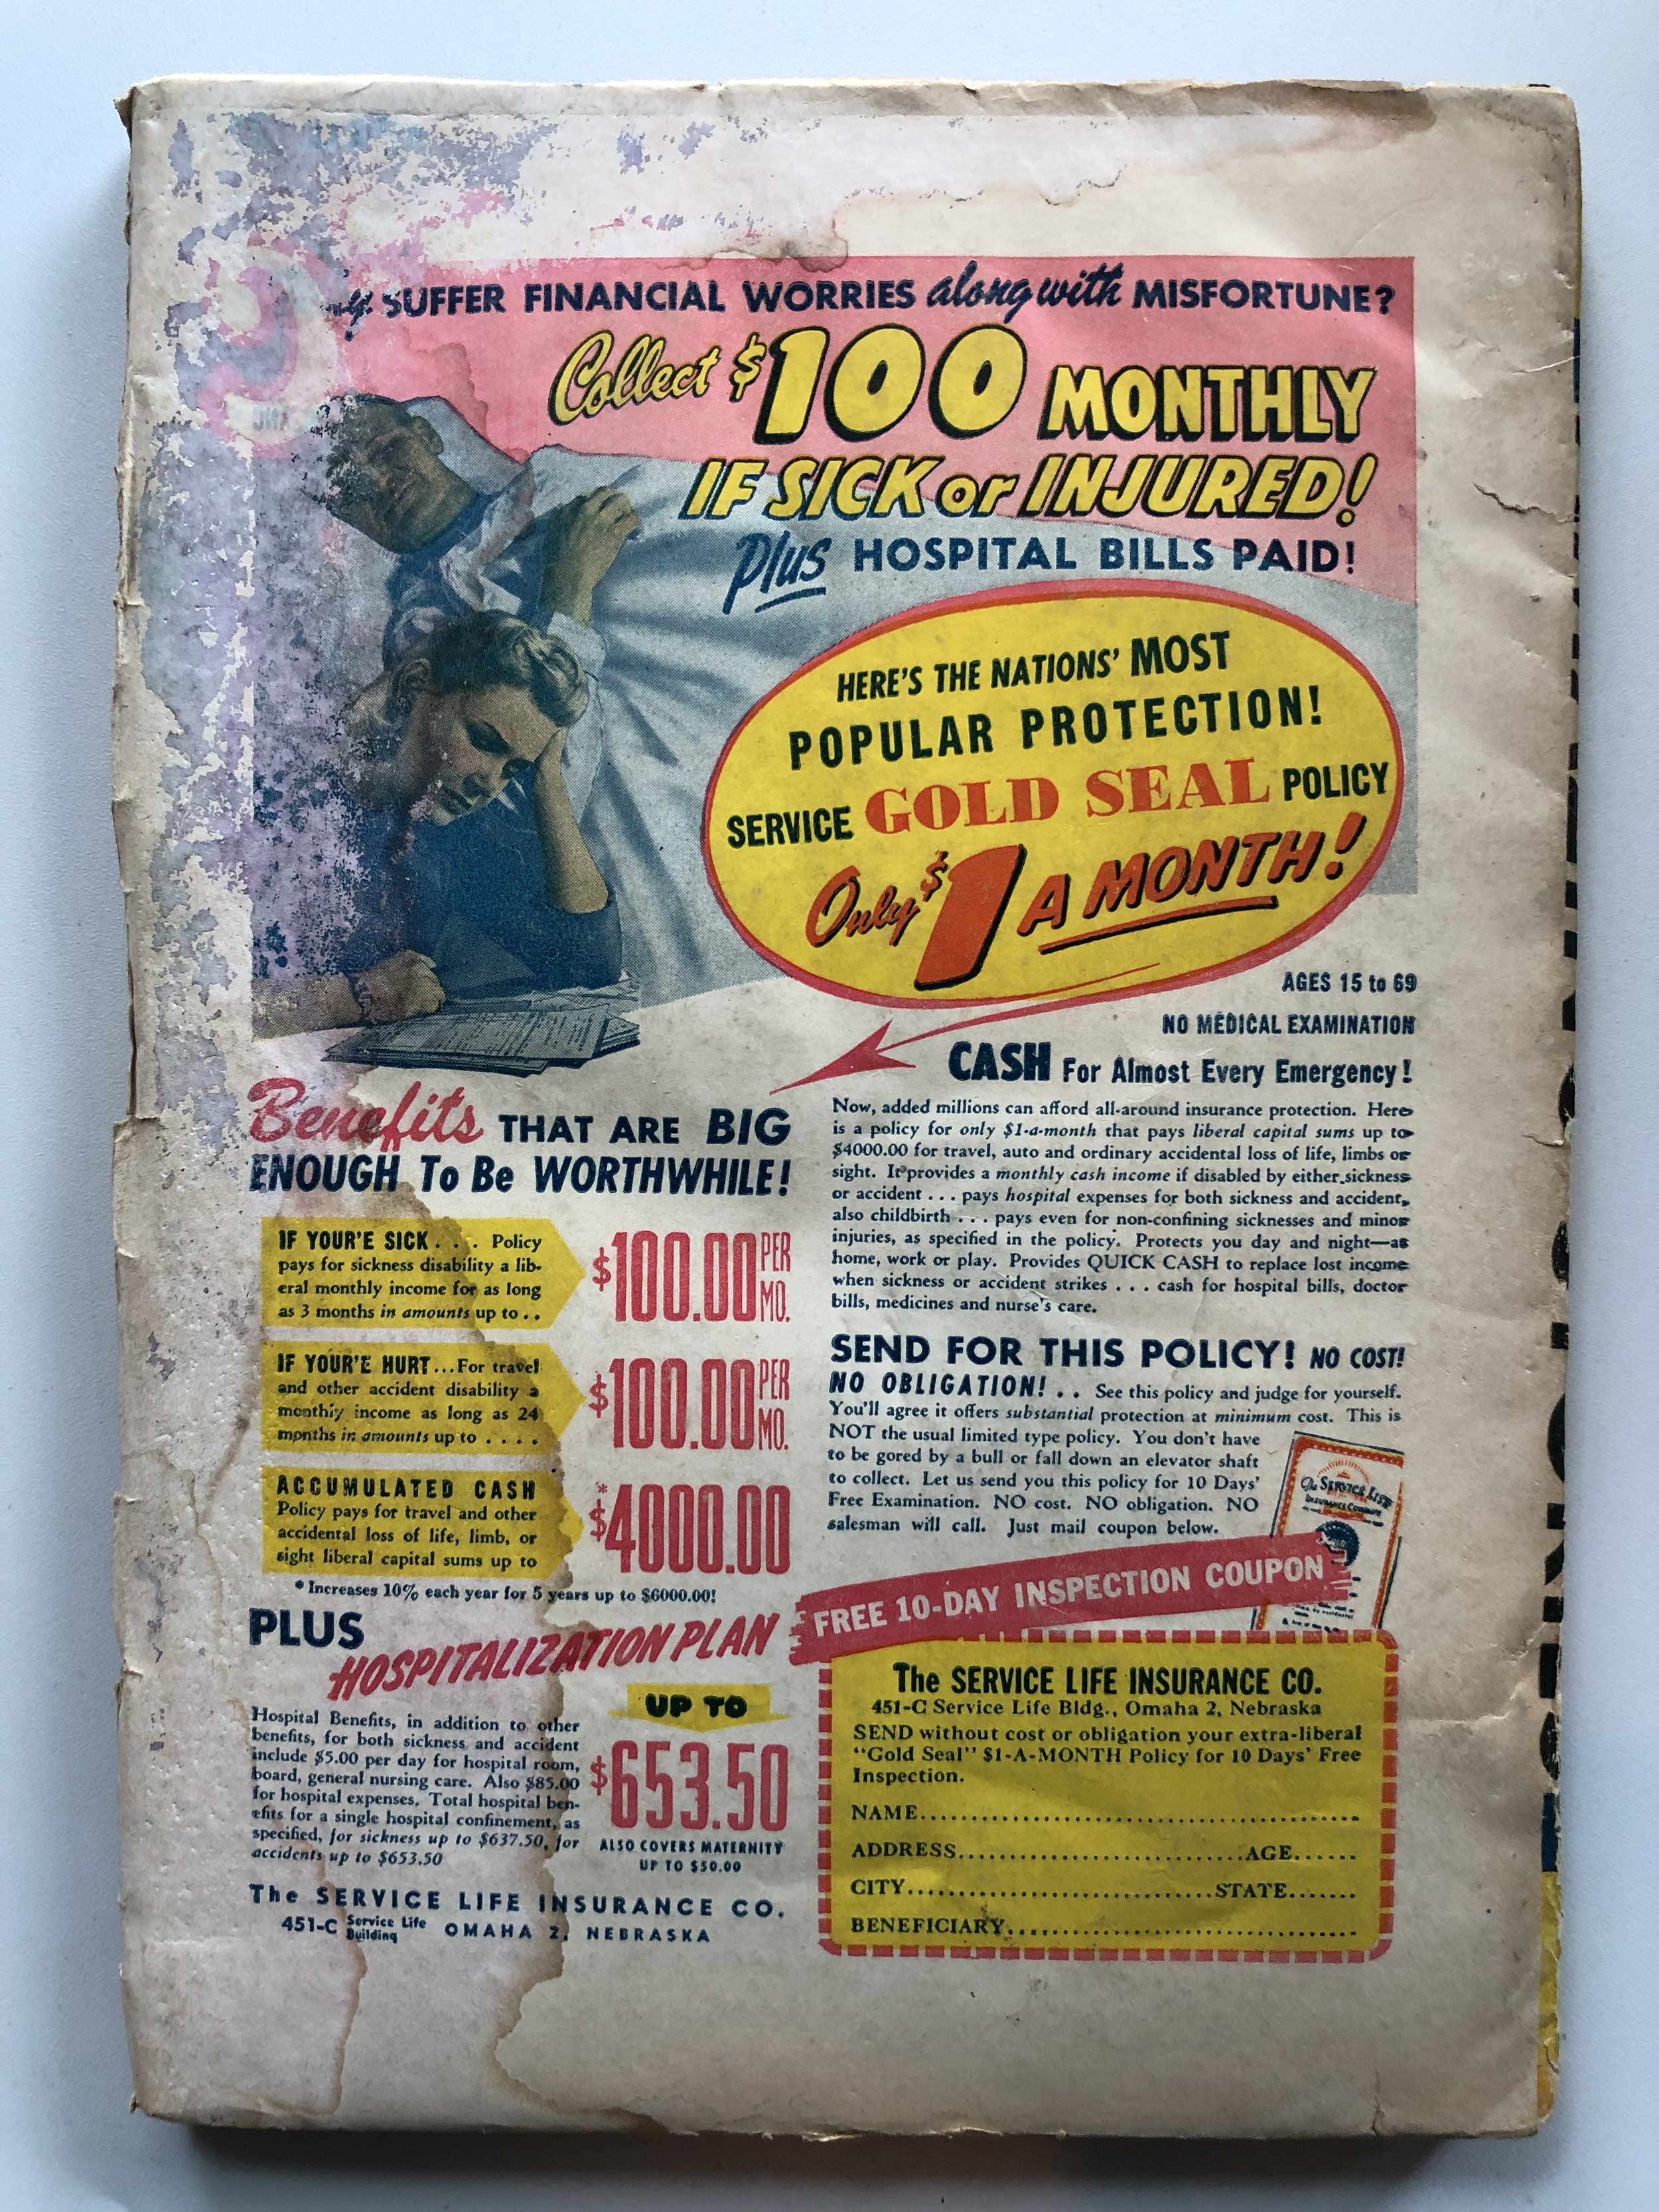 SUFFER FINANCIAL WORRIES along with MISFORTUNE?
Collect $100 MONTHLY
IF SICK or INJURED!
Plus HOSPITAL BILLS PAID!
HERE'S THE NATIONS' MOST
POPULAR PROTECTION!
SERVICE GOLD SEAL POLICY
Only $1 A MONTH!
AGES 15 to 69
NO MEDICAL EXAMINATION
CASH For Almost Every Emergency!
Now, added millions can afford all-around insurance protection. Here
is a policy for only $1-a-month that pays liberal capital sums up to
$4000.00 for travel, auto and ordinary accidental loss of life, limbs or
sight. It provides a monthly cash income if disabled by either sickness
or accident . . . pays hospital expenses for both sickness and accident,
also childbirth . . . pays even for non-confining sicknesses and minor
injuries, as specified in the policy. Protects you day and night—as
home, work or play. Provides QUICK CASH to replace lost income
when sickness or accident strikes . . . cash for hospital bills, doctor
bills, medicines and nurse's care.
Benefits THAT ARE BIG
ENOUGH To Be WORTHWHILE!
IF YOUR'E SICK . . . Policy
pays for sickness disability a lib-
eral monthly income for as long
as 3 months in amounts up to . .
$100.00 PER MO.
IF YOUR'E HURT ... For travel
and other accident disability a
monthly income as long as 24
months in amounts up to . . . .
$100.00 PER MO.
ACCUMULATED CASH
Policy pays for travel and other
accidental loss of life, limb, or
sight liberal capital sums up to
*$4000.00
* Increases 10% each year for 5 years up to $6000.00!
PLUS
HOSPITALIZATION PLAN
Hospital Benefits, in addition to other
benefits, for both sickness and accident
include $5.00 per day for hospital room,
board, general nursing care. Also $85.00
for hospital expenses. Total hospital ben-
efits for a single hospital confinement, as
specified, for sickness up to $637.50, for
accidents up to $653.50
UP TO
$653.50
ALSO COVERS MATERNITY
UP TO $50.00
The SERVICE LIFE INSURANCE CO.
451-C Service Life Building OMAHA 2, NEBRASKA
SEND FOR THIS POLICY! NO COST!
NO OBLIGATION! . . See this policy and judge for yourself.
You'll agree it offers substantial protection at minimum cost. This is
NOT the usual limited type policy. You don't have
to be gored by a bull or fall down an elevator shaft
to collect. Let us send you this policy for 10 Days'
Free Examination. NO cost. NO obligation. NO
salesman will call. Just mail coupon below.
The SERVICE LIFE
INSURANCE COMPANY
FREE 10-DAY INSPECTION COUPON
The SERVICE LIFE INSURANCE CO.
451-C Service Life Bldg., Omaha 2, Nebraska
SEND without cost or obligation your extra-liberal
"Gold Seal" $1-A-MONTH Policy for 10 Days' Free
Inspection.
NAME
ADDRESS AGE
CITY STATE
BENEFICIARY